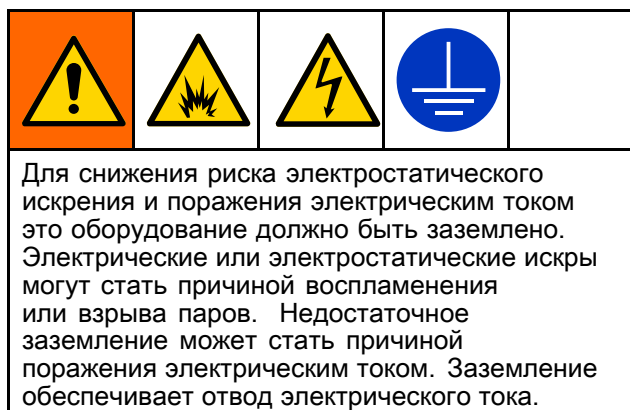 Для снижения риска электростатического
искрения и поражения электрическим током
это оборудование должно быть заземлено.
Электрические или электростатические искры
могут стать причиной воспламенения
или взрыва паров. Недостаточное
заземление может стать причиной
поражения электрическим током. Заземление
обеспечивает отвод электрического тока.